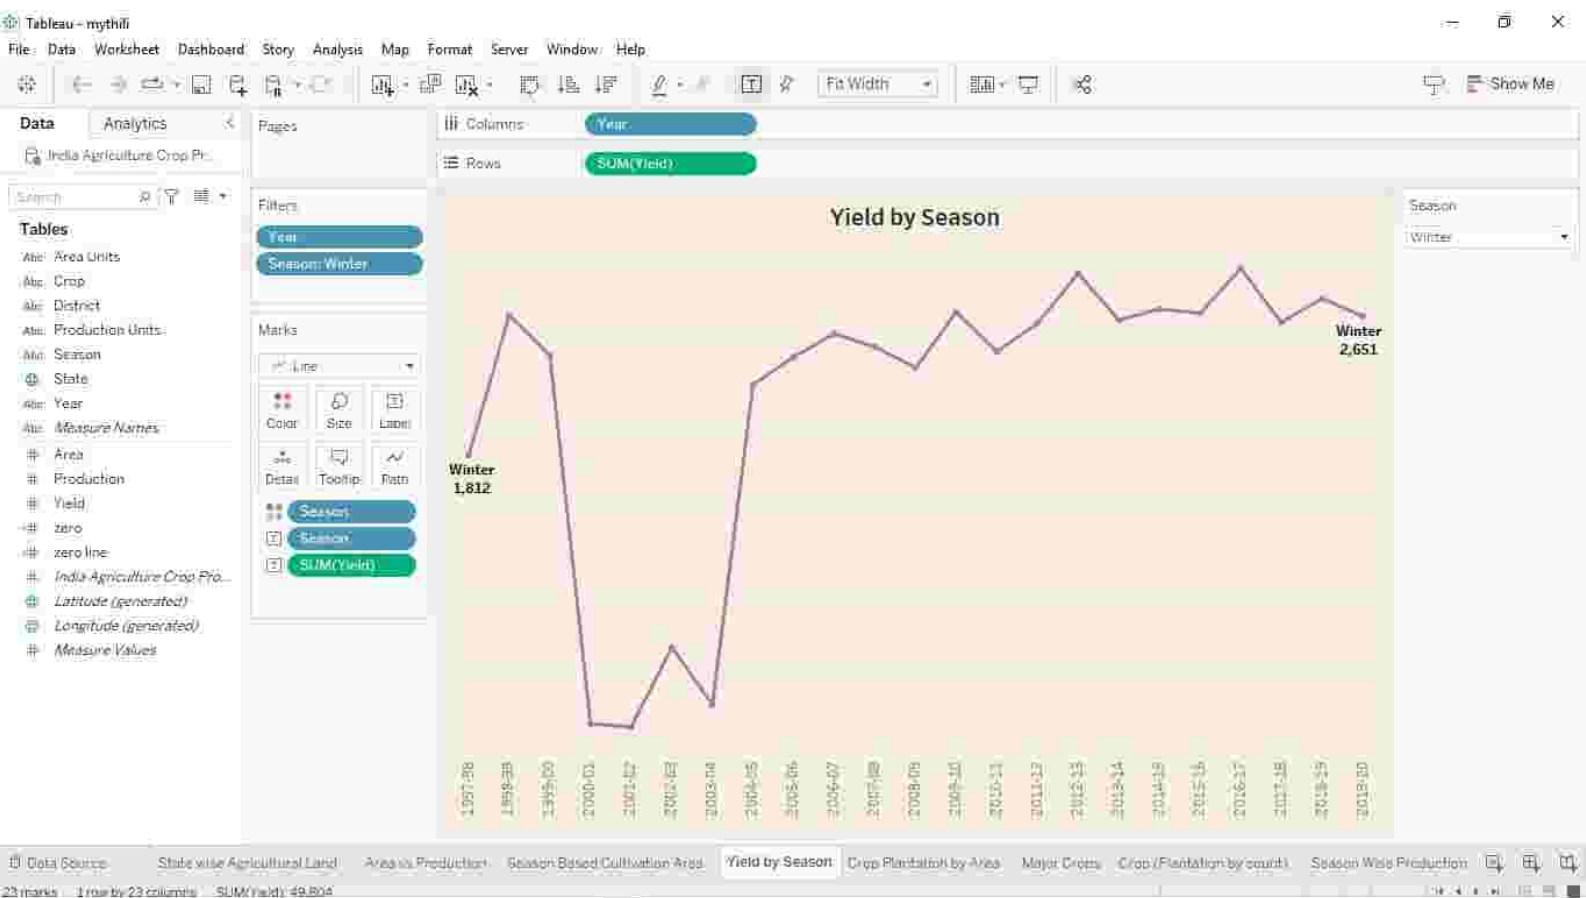 Tableau - mythili
File Data Worksheet Dashboard Story Analysis Map Format Server Window Help
Fit Width
Show Me
Data Analytics
India Agriculture Crop Pr...
Search
Tables
Abc Area Units
Abc Crop
Abc District
Abc Production Units
Abc Season
State
Abc Year
Abc Measure Names
# Area
# Production
# Yield
=# zero
=# zero line
# India Agriculture Crop Pro...
Latitude (generated)
Longitude (generated)
# Measure Values
Pages
Filters
Year
Season: Winter
Marks
Line
Color Size Label
Detail Tooltip Path
Season
Season
SUM(Yield)
Columns Year
Rows SUM(Yield)
Yield by Season
Winter
1,812
Winter
2,651
1997-98 1998-99 1999-00 2000-01 2001-02 2002-03 2003-04 2004-05 2005-06 2006-07 2007-08 2008-09 2009-10 2010-11 2011-12 2012-13 2013-14 2014-15 2015-16 2016-17 2017-18 2018-19 2019-20
Season
Winter
Data Source State wise Agricultural Land Area vs Production Season Based Cultivation Area Yield by Season Crop Plantation by Area Major Crops Crop (Plantation by count) Season Wise Production
23 marks 1 row by 23 columns SUM(Yield): 49,804